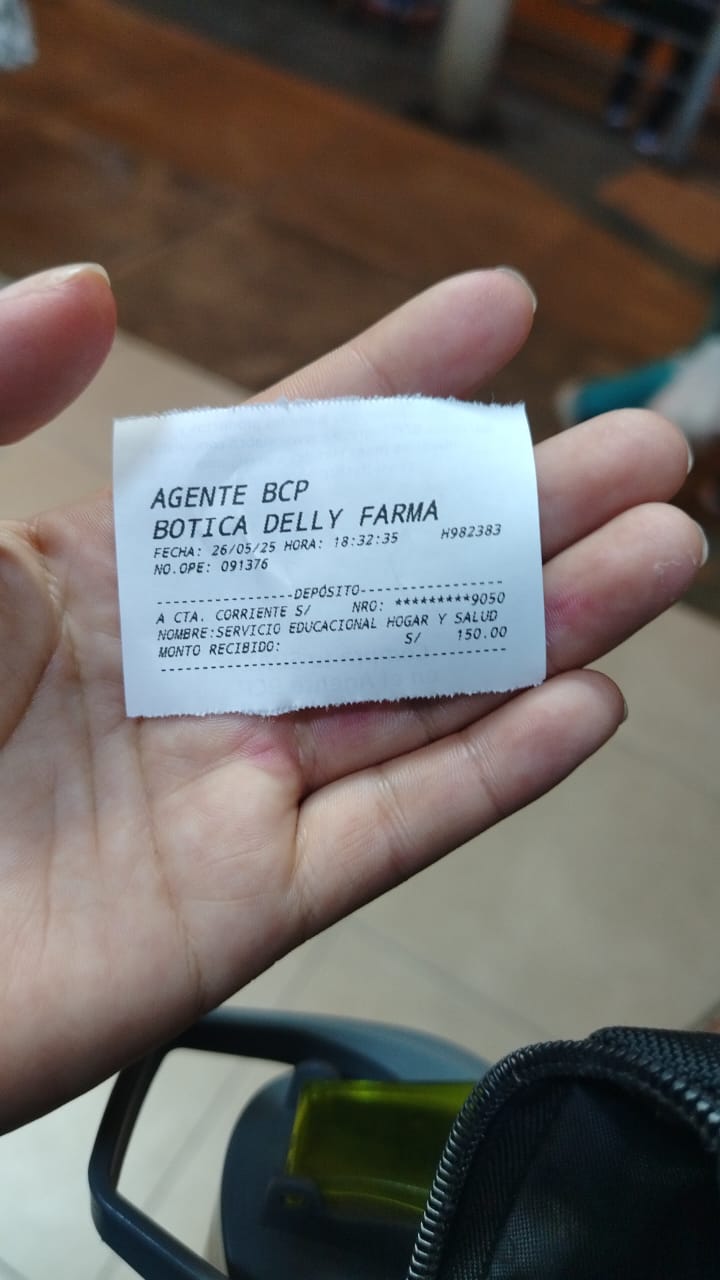 AGENTE BCP
BOTICA DELLY FARMA
FECHA: 26/05/25 HORA: 18:32:35 H982383
NO.OPE: 091376
-----------------DEPÓSITO-----------------
A CTA. CORRIENTE S/ NRO: *********9050
NOMBRE:SERVICIO EDUCACIONAL HOGAR Y SALUD
MONTO RECIBIDO: S/ 150.00